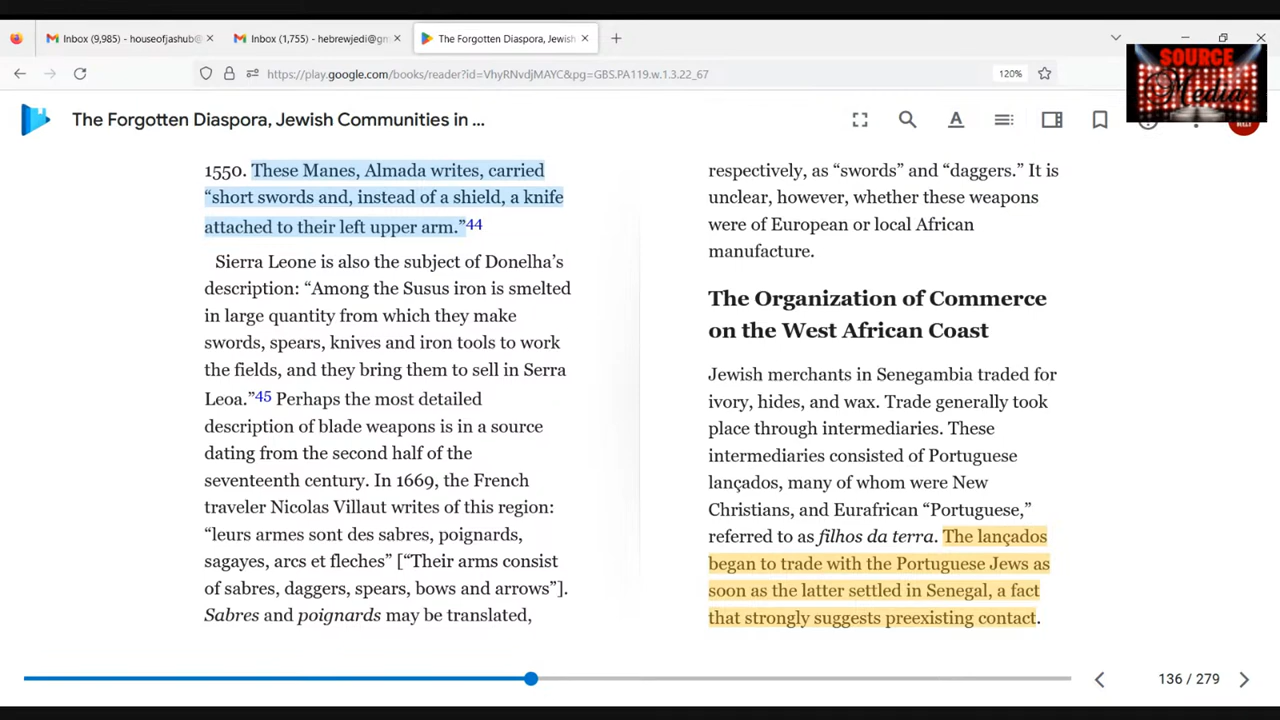 Inbox (9,985) - houseofjashub@
Inbox (1,755) - hebrewjedi@gm
The Forgotten Diaspora, Jewish
https://play.google.com/books/reader?id=VhyRNvdjMAYC&pg=GBS.PA119.w.1.3.22_67
120%
SOURCE
Media
The Forgotten Diaspora, Jewish Communities in ...
1550. These Manes, Almada writes, carried
“short swords and, instead of a shield, a knife
attached to their left upper arm.”44
Sierra Leone is also the subject of Donelha’s
description: “Among the Susus iron is smelted
in large quantity from which they make
swords, spears, knives and iron tools to work
the fields, and they bring them to sell in Serra
Leoa.”45 Perhaps the most detailed
description of blade weapons is in a source
dating from the second half of the
seventeenth century. In 1669, the French
traveler Nicolas Villaut writes of this region:
“leurs armes sont des sabres, poignards,
sagayes, arcs et fleches” [“Their arms consist
of sabres, daggers, spears, bows and arrows”].
Sabres and poignards may be translated,
respectively, as “swords” and “daggers.” It is
unclear, however, whether these weapons
were of European or local African
manufacture.
The Organization of Commerce
on the West African Coast
Jewish merchants in Senegambia traded for
ivory, hides, and wax. Trade generally took
place through intermediaries. These
intermediaries consisted of Portuguese
lançados, many of whom were New
Christians, and Eurafrican “Portuguese,”
referred to as filhos da terra. The lançados
began to trade with the Portuguese Jews as
soon as the latter settled in Senegal, a fact
that strongly suggests preexisting contact.
136 / 279